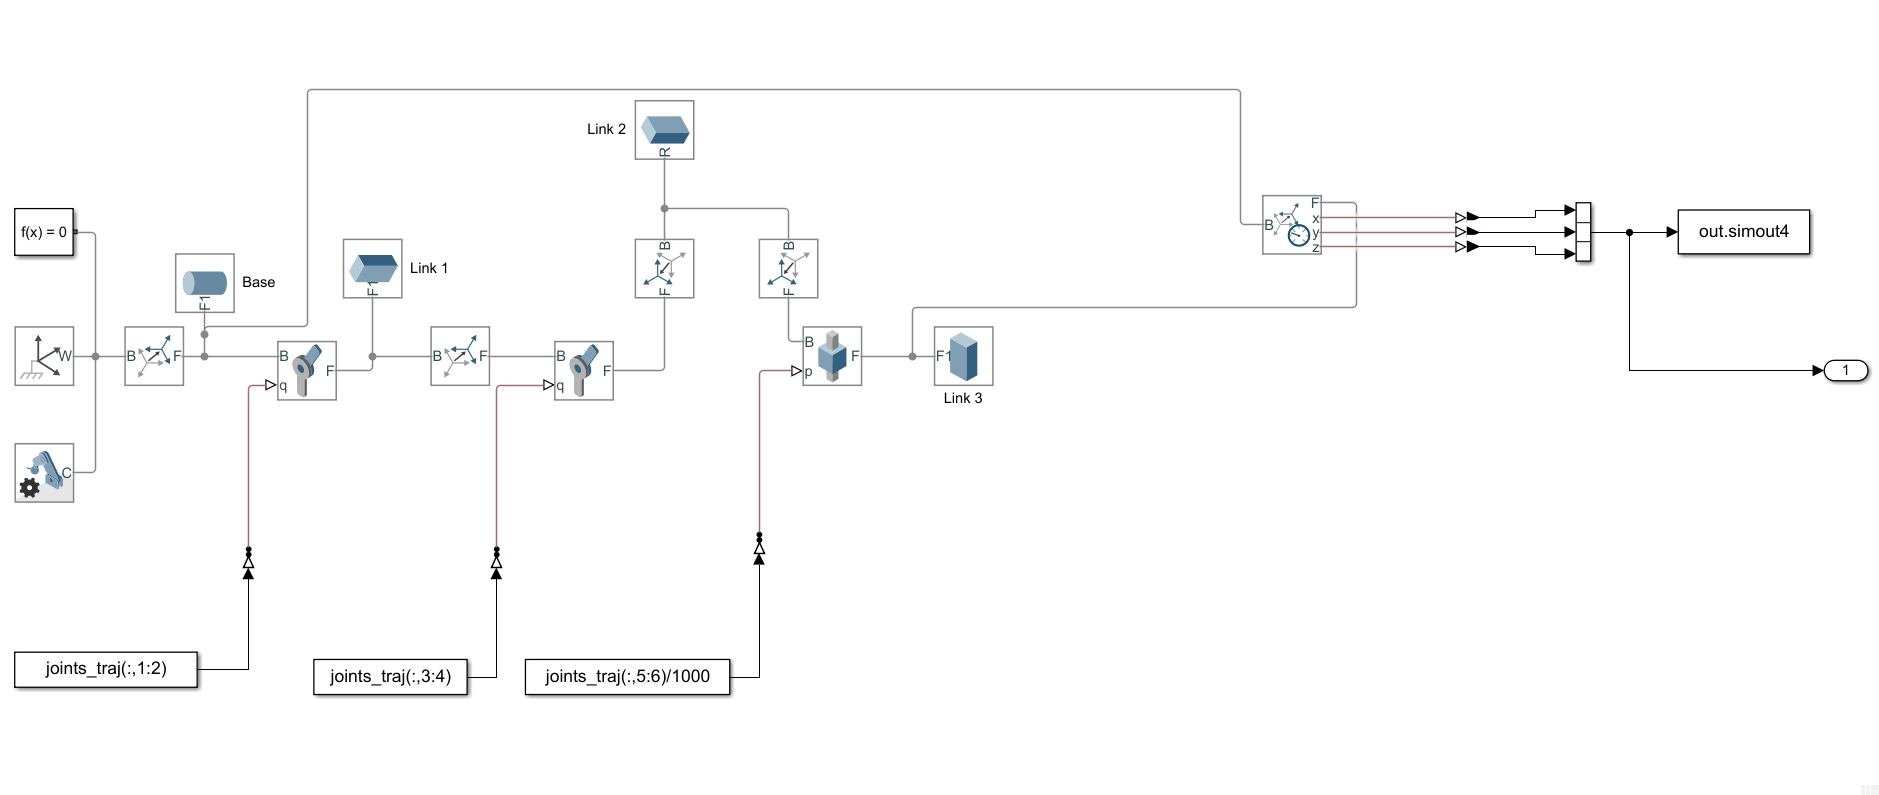 Link 2
R
F
x
B
y
z
out.simout4
f(x) = 0
Base
F1
Link 1
F1
B
F
B
F
W
B
F
B
q
F
B
F
B
q
F
B
p
F
F1
Link 3
1
C
joints_traj(:,1:2)
joints_traj(:,3:4)
joints_traj(:,5:6)/1000